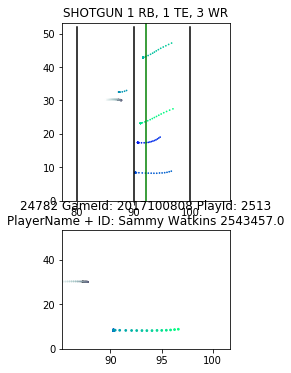 SHOTGUN 1 RB, 1 TE, 3 WR
50
40
30
20
10
0
80 90 100
24782 GameId: 2017100808 PlayId: 2513
PlayerName + ID: Sammy Watkins 2543457.0
40
20
0
90 95 100